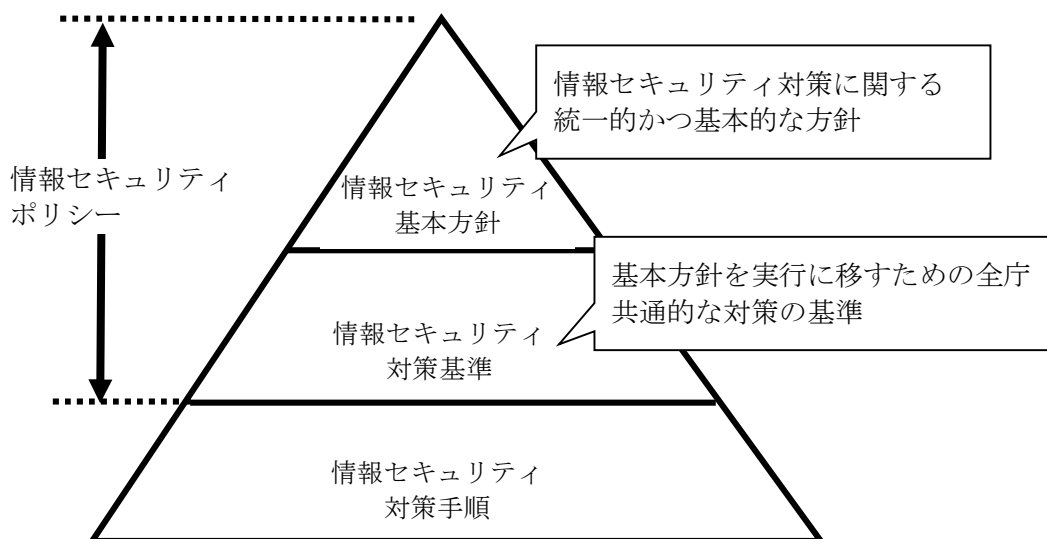 情報セキュリティ対策に関する
統一的かつ基本的な方針
情報セキュリティ
ポリシー
情報セキュリティ
基本方針
基本方針を実行に移すための全庁
共通的な対策の基準
情報セキュリティ
対策基準
情報セキュリティ
対策手順